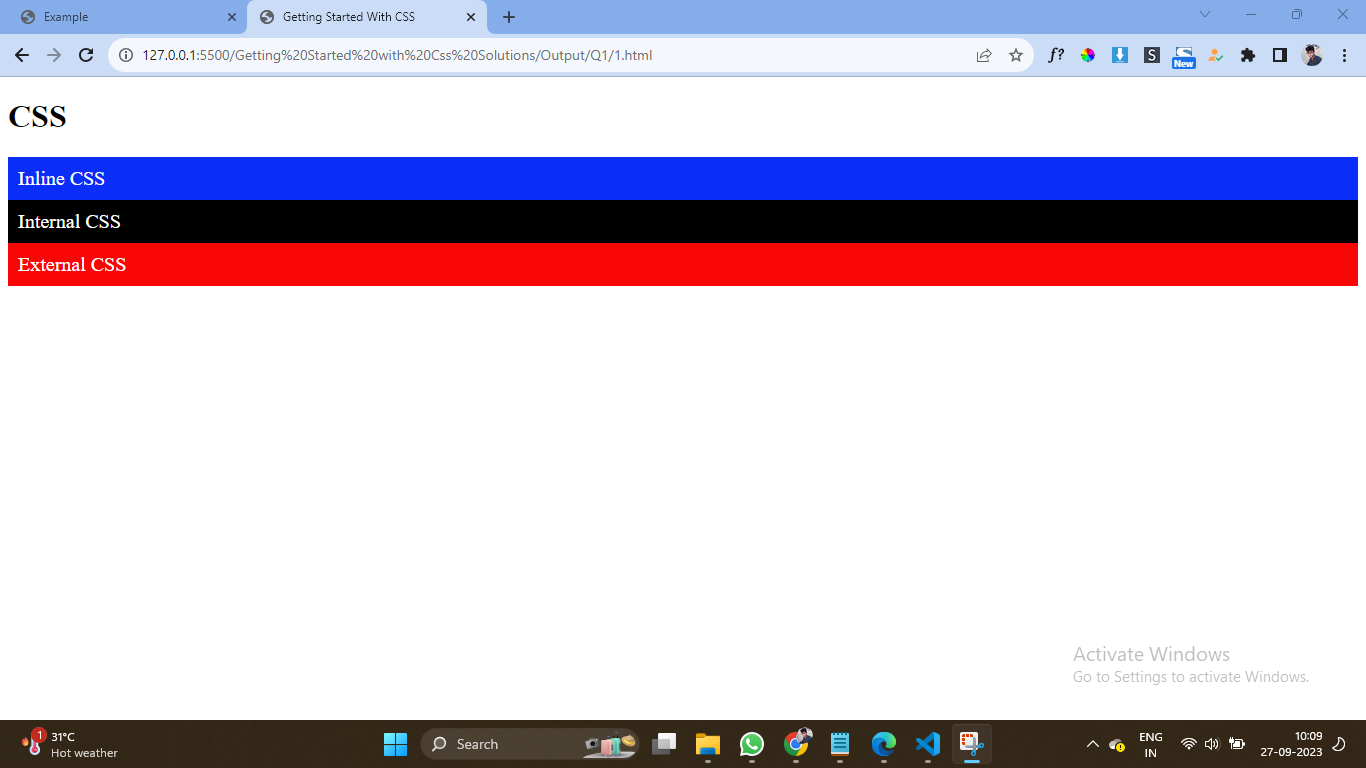 Example
Getting Started With CSS
127.0.0.1:5500/Getting%20Started%20with%20Css%20Solutions/Output/Q1/1.html
f?
S
New
CSS
Inline CSS
Internal CSS
External CSS
Activate Windows
Go to Settings to activate Windows.
1
31°C
Hot weather
Search
ENG
IN
10:09
27-09-2023